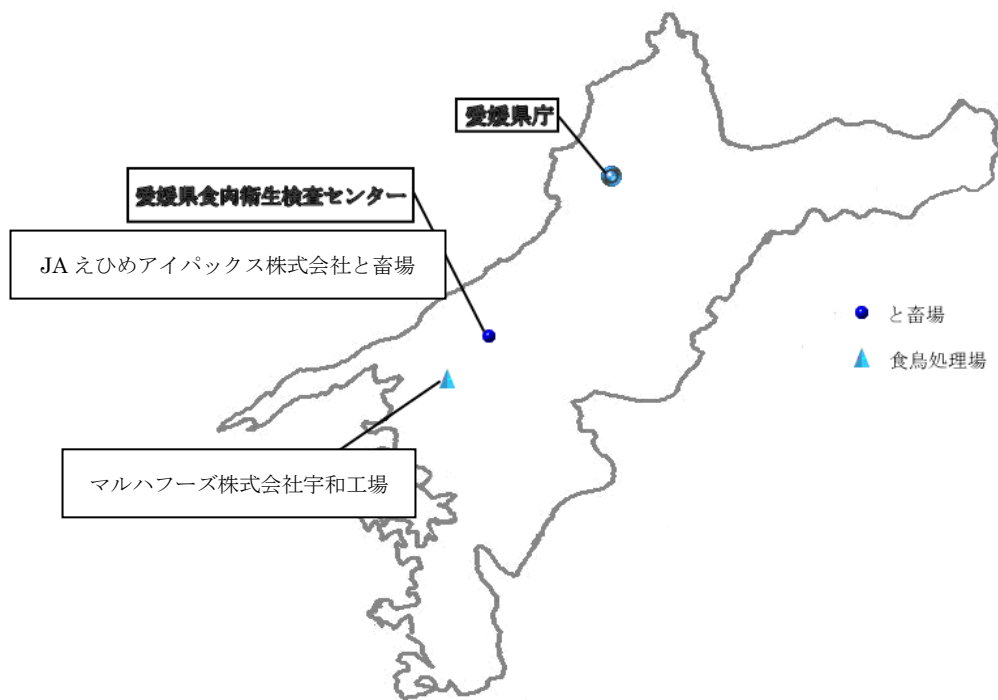 愛媛県庁
愛媛県食肉衛生検査センター
JA えひめアイパックス株式会社と畜場
と畜場
食鳥処理場
マルハフーズ株式会社宇和工場